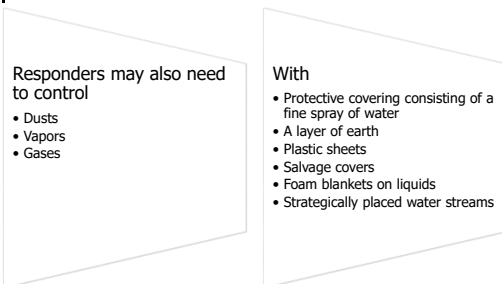 Responders may also need
to control
• Dusts
• Vapors
• Gases
With
• Protective covering consisting of a
fine spray of water
• A layer of earth
• Plastic sheets
• Salvage covers
• Foam blankets on liquids
• Strategically placed water streams